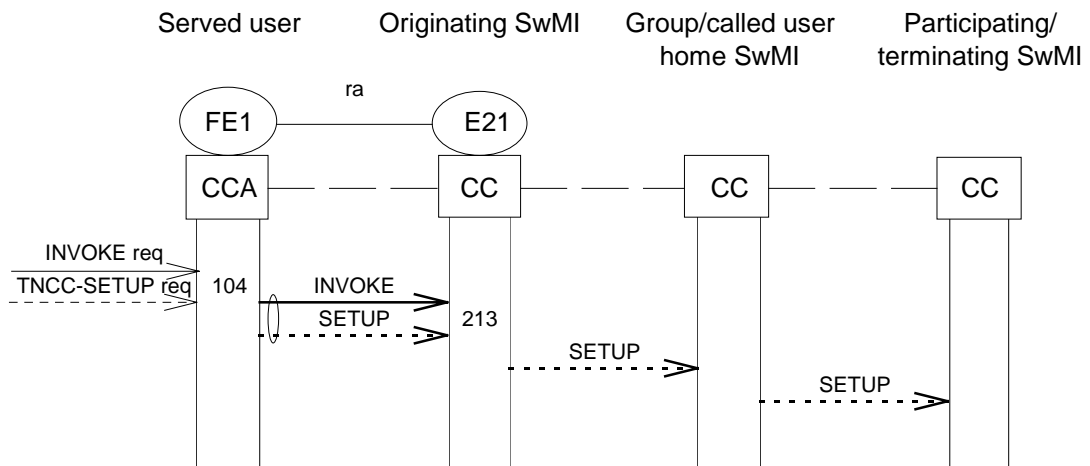 Served user
Originating SwMI
Group/called user
home SwMI
Participating/
terminating SwMI
ra
FE1
E21
CCA
CC
CC
CC
INVOKE req
TNCC-SETUP req
104
INVOKE
SETUP
213
SETUP
SETUP